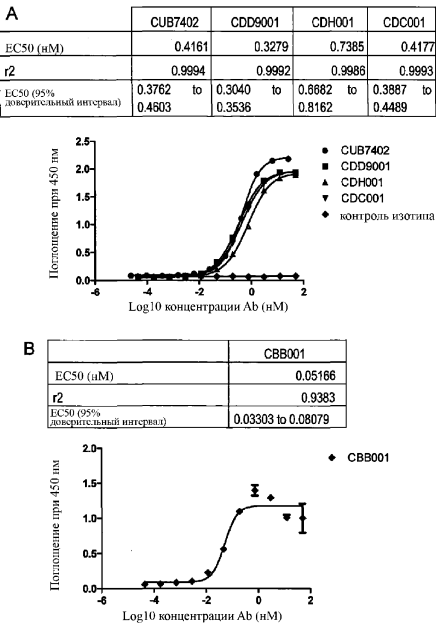 A
CUB7402 CDD9001 CDH001 CDC001
EC50 (нМ) 0.4161 0.3279 0.7385 0.4177
r2 0.9994 0.9992 0.9986 0.9993
EC50 (95% доверительный интервал) 0.3762 to 0.4603 0.3040 to 0.3536 0.6682 to 0.8162 0.3887 to 0.4489
Поглощение при 450 нм
2.5
2.0
1.5
1.0
0.5
0.0
-6 -4 -2 0 2
Log10 концентрации Ab (нМ)
CUB7402
CDD9001
CDH001
CDC001
контроль изотипа
B
CBB001
EC50 (нМ) 0.05166
r2 0.9383
EC50 (95% доверительный интервал) 0.03303 to 0.08079
Поглощение при 450 нм
2.0
1.5
1.0
0.5
0.0
-6 -4 -2 0 2
Log10 концентрации Ab (нМ)
CBB001